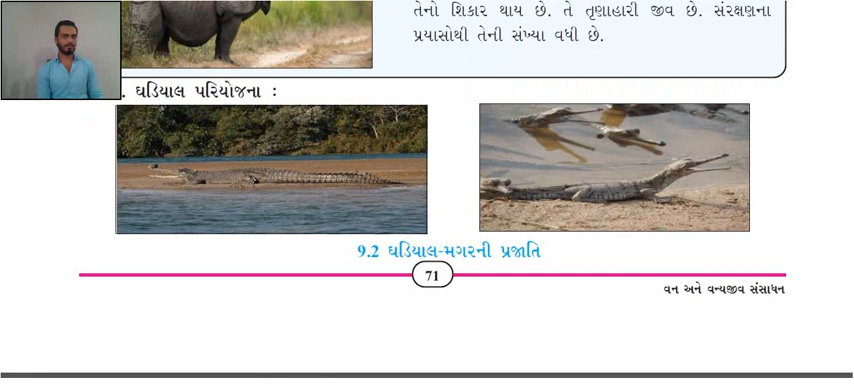 તેનો શિકાર થાય છે. તે તૃણાહારી જીવ છે. સંરક્ષણના
પ્રયાસોથી તેની સંખ્યા વધી છે.
. ઘડિયાલ પરિયોજના :
9.2 ઘડિયાલ-મગરની પ્રજાતિ
71
વન અને વન્યજીવ સંસાધન